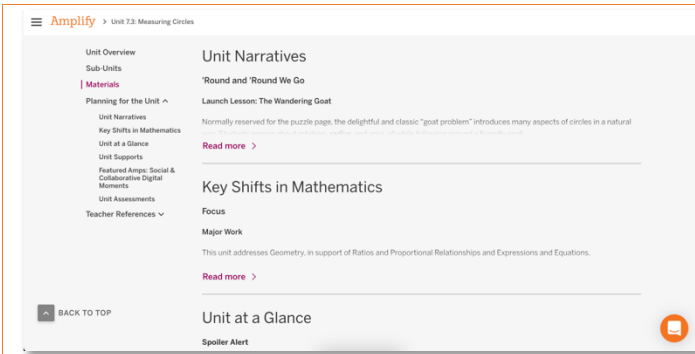 Amplify > Unit 7.3: Measuring Circles
Unit Overview
Sub-Units
Materials
Planning for the Unit
Unit Narratives
Key Shifts in Mathematics
Unit at a Glance
Unit Supports
Featured Amps: Social &
Collaborative Digital
Moments
Unit Assessments
Teacher References
BACK TO TOP
Unit Narratives
'Round and 'Round We Go
Launch Lesson: The Wandering Goat
Normally reserved for the puzzle page, the delightful and classic "goat problem" introduces many aspects of circles in a natural
Read more >
Key Shifts in Mathematics
Focus
Major Work
This unit addresses Geometry, in support of Ratios and Proportional Relationships and Expressions and Equations.
Read more >
Unit at a Glance
Spoiler Alert